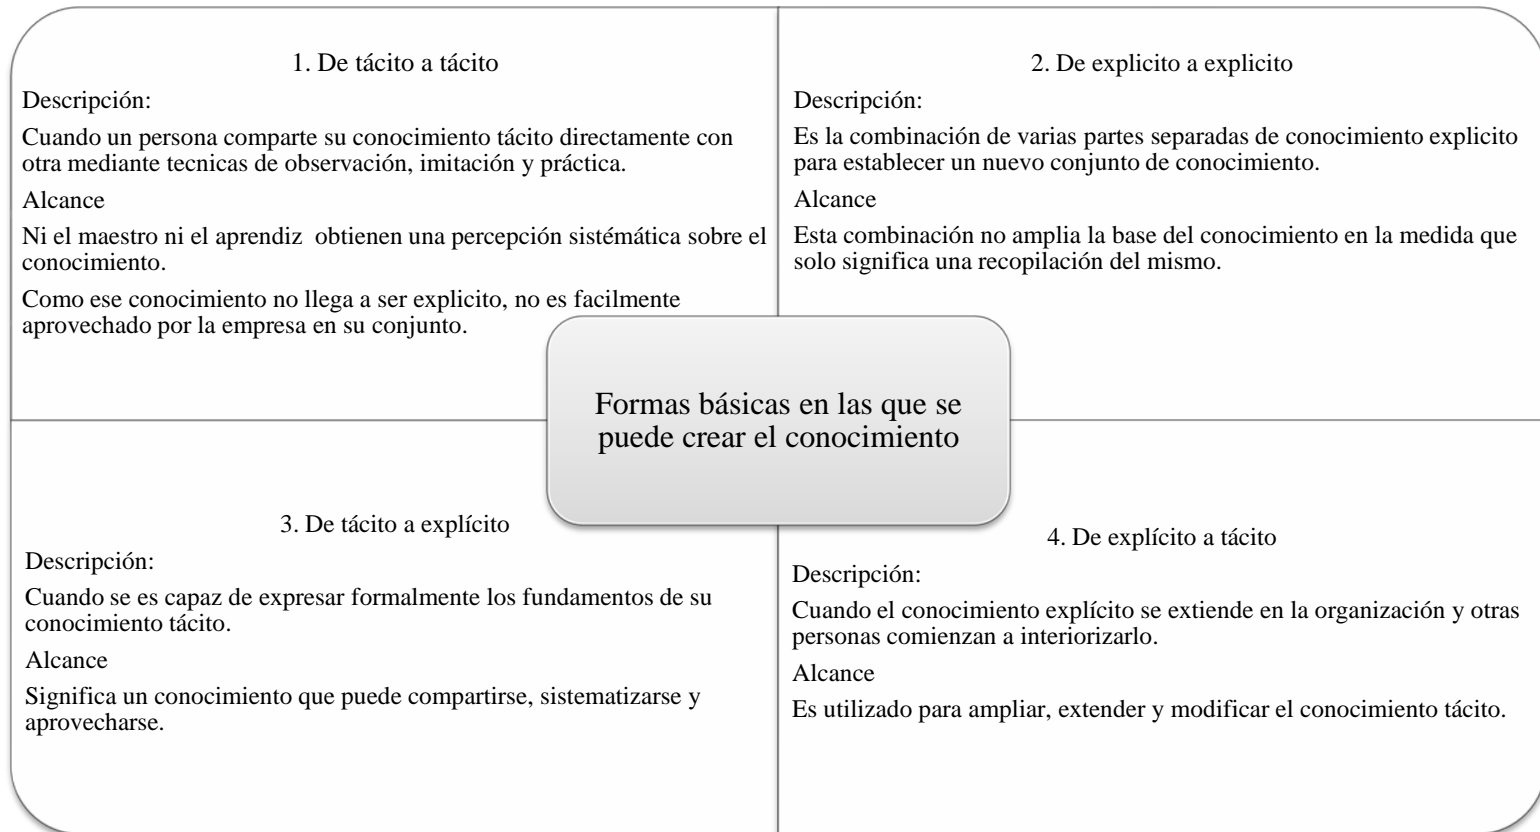 1. De tácito a tácito
Descripción:
Cuando un persona comparte su conocimiento tácito directamente con
otra mediante tecnicas de observación, imitación y práctica.
Alcance
Ni el maestro ni el aprendiz obtienen una percepción sistémática sobre el
conocimiento.
Como ese conocimiento no llega a ser explicito, no es facilmente
aprovechado por la empresa en su conjunto.
2. De explicito a explicito
Descripción:
Es la combinación de varias partes separadas de conocimiento explicito
para establecer un nuevo conjunto de conocimiento.
Alcance
Esta combinación no amplia la base del conocimiento en la medida que
solo significa una recopilación del mismo.
Formas básicas en las que se
puede crear el conocimiento
3. De tácito a explícito
Descripción:
Cuando se es capaz de expresar formalmente los fundamentos de su
conocimiento tácito.
Alcance
Significa un conocimiento que puede compartirse, sistematizarse y
aprovecharse.
4. De explícito a tácito
Descripción:
Cuando el conocimiento explícito se extiende en la organización y otras
personas comienzan a interiorizarlo.
Alcance
Es utilizado para ampliar, extender y modificar el conocimiento tácito.